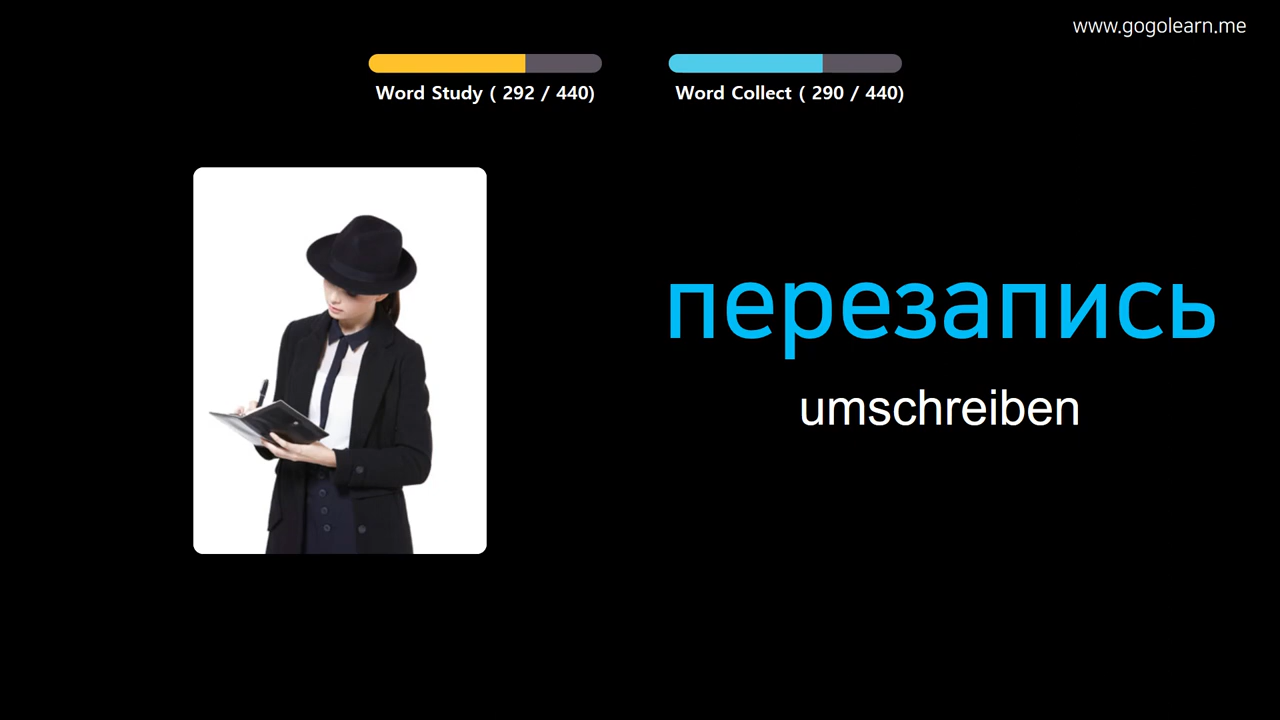 www.gogolearn.me
Word Study ( 292 / 440)
Word Collect ( 290 / 440)
перезапись
umschreiben